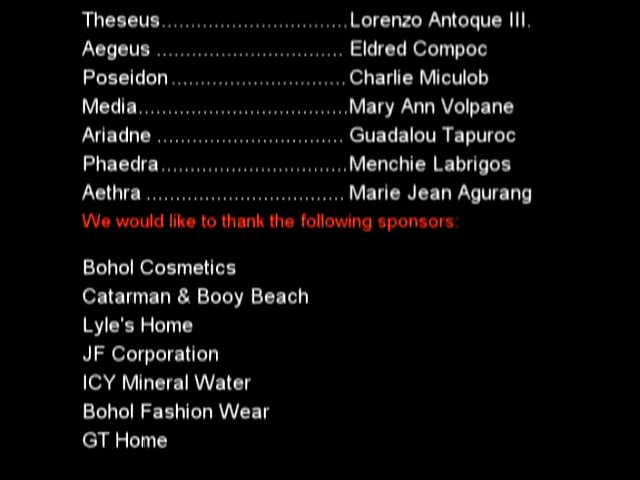 Theseus................................Lorenzo Antoque III.
Aegeus ................................ Eldred Compoc
Poseidon..............................Charlie Miculob
Media....................................Mary Ann Volpane
Ariadne ................................ Guadalou Tapuroc
Phaedra................................Menchie Labrigos
Aethra .................................. Marie Jean Agurang
We would like to thank the following sponsors:
Bohol Cosmetics
Catarman & Booy Beach
Lyle's Home
JF Corporation
ICY Mineral Water
Bohol Fashion Wear
GT Home